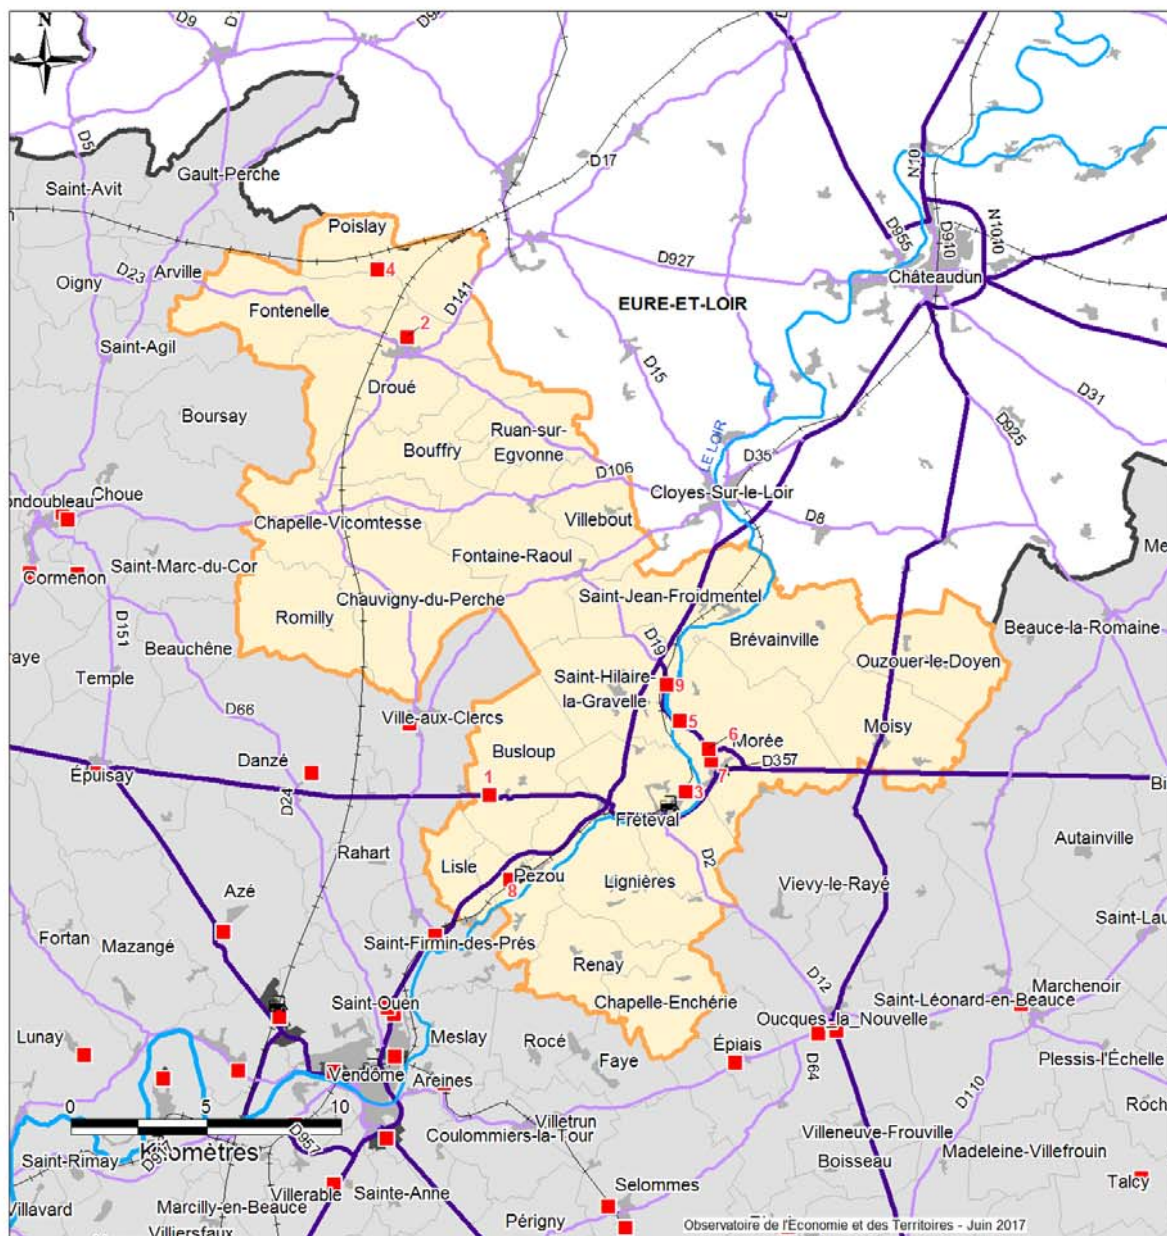 N
D9
D17
D5
Saint-Avit
Gault-Perche
N10
Poislay
D955
D910
N1010
D23
Arville
4
D927
Oigny
D141
Châteaudun
Fontenelle
EURE-ET-LOIR
2
Saint-Agil
D15
Droué
D31
Boursay
Ruan-sur-
Egvonne
Bouffry
D925
LE LOIR
D35
D106
Choue
Cloyes-Sur-le-Loir
Chapelle-Vicomtesse
Villebout
D8
Fontaine-Raoul
Saint-Marc-du-Cor
Cormenon
Chauvigny-du-Perche
Saint-Jean-Froidmentel
Romilly
Beauce-la-Romaine
D151
Beauchêne
D19
Brévainville
Ouzouer-le-Doyen
Temple
Saint-Hilaire-
la-Gravelle
9
D66
Ville-aux-Clercs
5
Moisy
6
Morée
Busloup
Danzé
Épuisay
7
D357
1
3
D24
Fréteval
Autainville
Rahart
Lisle
D2
Pezou
Lignières
Vievy-le-Rayé
8
Azé
Fortan
Mazangé
Saint-Firmin-des-Prés
Renay
D12
Marchenoir
Saint-Ouen
Chapelle-Enchérie
Saint-Léonard-en-Beauce
Oucques_la_Nouvelle
Lunay
Meslay
Rocé
Faye
Épiais
D64
Plessis-l'Échelle
Vendôme
Areines
D110
0 5 10
Kilomètres
Villetrun
Coulommiers-la-Tour
Villeneuve-Frouville
D957
Madeleine-Villefrouin
Saint-Rimay
Boisseau
Talcy
Villerable
Sainte-Anne
Selommes
Marcilly-en-Beauce
Villavard
Périgny
Villiersfaux
Observatoire de l'Economie et des Territoires - Juin 2017